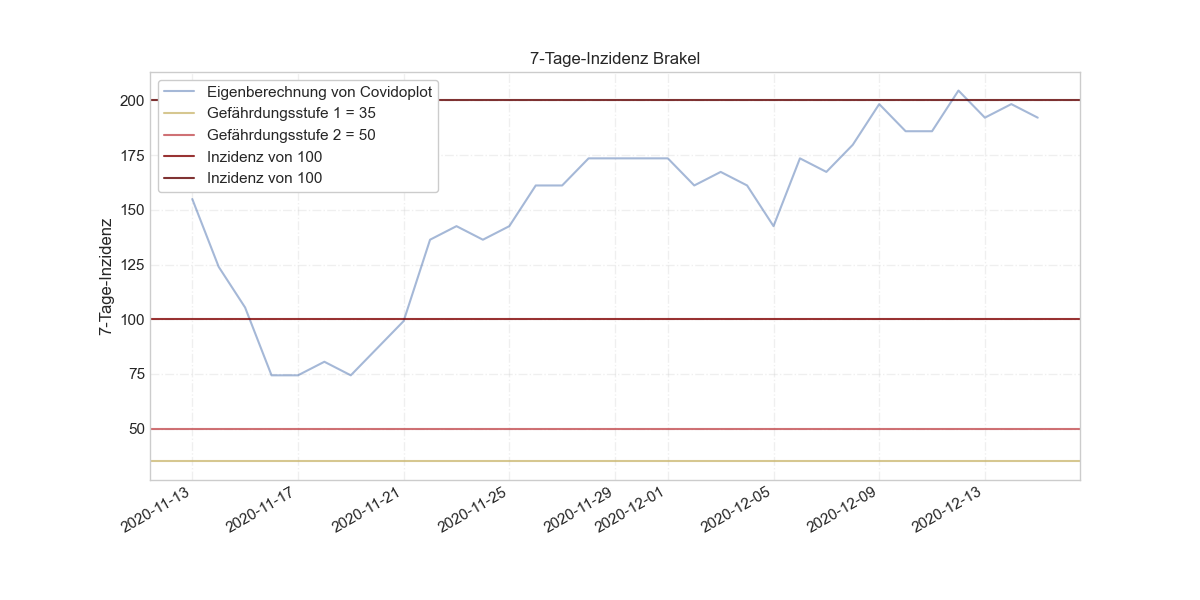 7-Tage-Inzidenz Brakel
Eigenberechnung von Covidoplot
Gefährdungsstufe 1 = 35
Gefährdungsstufe 2 = 50
Inzidenz von 100
Inzidenz von 100
7-Tage-Inzidenz
200
175
150
125
100
75
50
2020-11-13
2020-11-17
2020-11-21
2020-11-25
2020-11-29
2020-12-01
2020-12-05
2020-12-09
2020-12-13